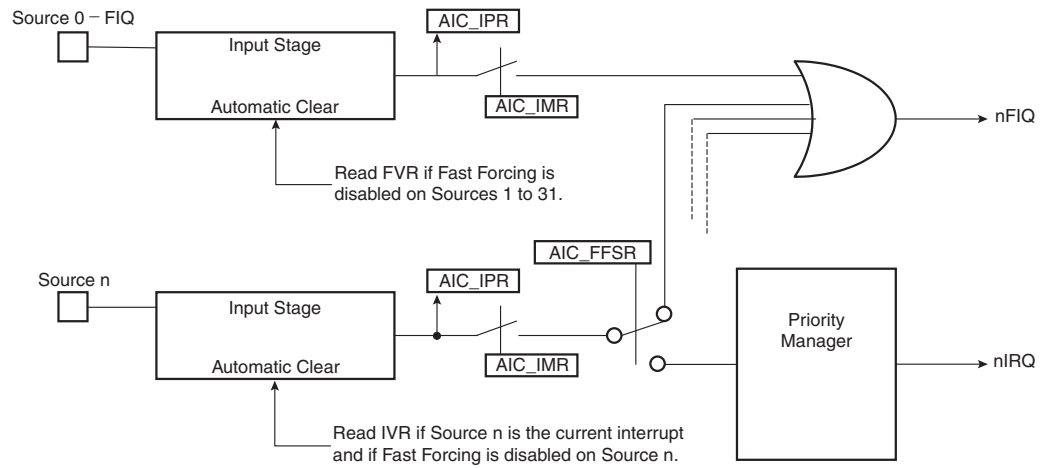 Source 0 – FIQ
AIC_IPR
Input Stage
Automatic Clear
AIC_IMR
nFIQ
Read FVR if Fast Forcing is
disabled on Sources 1 to 31.
AIC_FFSR
Source n
AIC_IPR
Input Stage
Priority
Manager
Automatic Clear
AIC_IMR
nIRQ
Read IVR if Source n is the current interrupt
and if Fast Forcing is disabled on Source n.